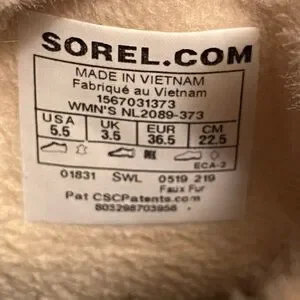 SOREL.COM
MADE IN VIETNAM
Fabriqué au Vietnam
1567031373
WMN'S NL2089-373
USA UK EUR CM
5.5 3.5 36.5 22.5
ECA-2
01831 SWL 0519 219
Faux Fur
Pat CSCPatents.com
803298703956